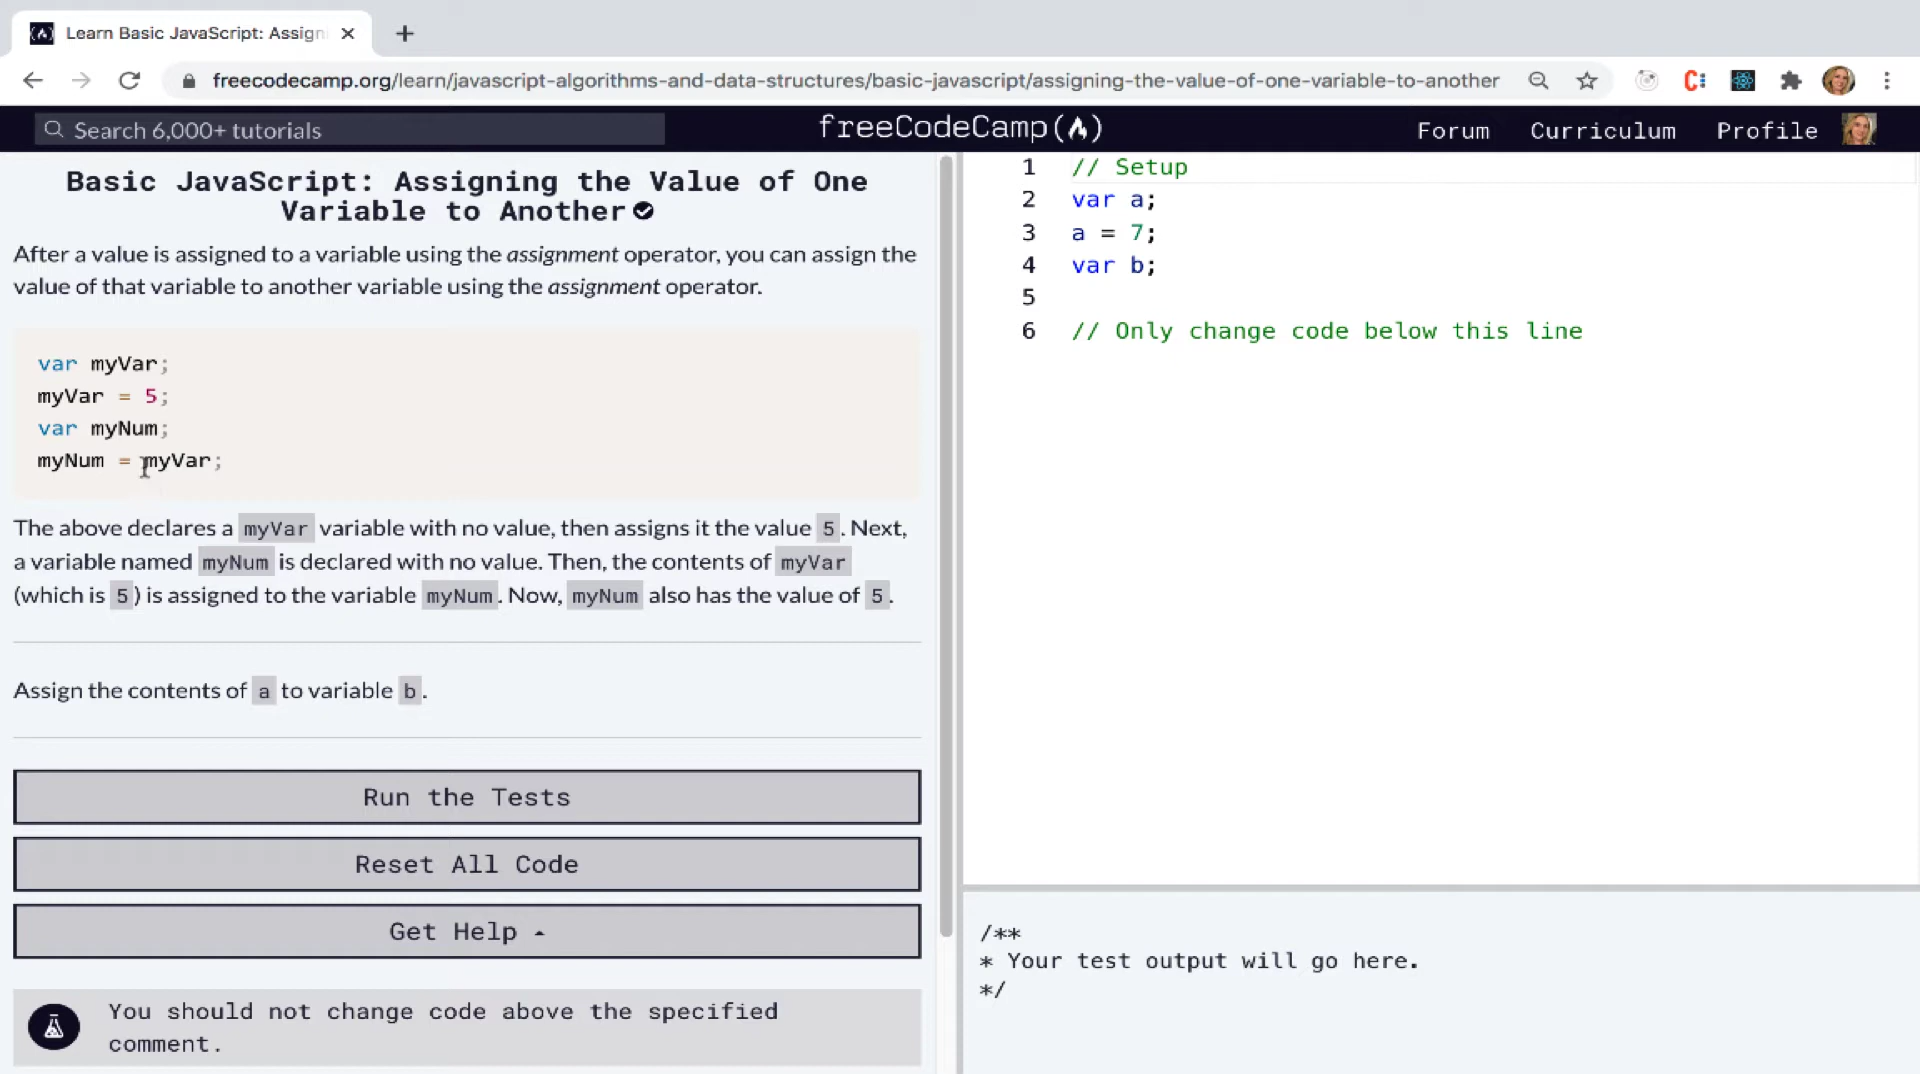 Learn Basic JavaScript: Assign
freecodecamp.org/learn/javascript-algorithms-and-data-structures/basic-javascript/assigning-the-value-of-one-variable-to-another
Search 6,000+ tutorials
freeCodeCamp(🔥)
Forum Curriculum Profile
Basic JavaScript: Assigning the Value of One
Variable to Another
After a value is assigned to a variable using the assignment operator, you can assign the
value of that variable to another variable using the assignment operator.
var myVar;
myVar = 5;
var myNum;
myNum = myVar;
The above declares a myVar variable with no value, then assigns it the value 5. Next,
a variable named myNum is declared with no value. Then, the contents of myVar
(which is 5) is assigned to the variable myNum. Now, myNum also has the value of 5.
Assign the contents of a to variable b.
Run the Tests
Reset All Code
Get Help
You should not change code above the specified
comment.
1 // Setup
2 var a;
3 a = 7;
4 var b;
5
6 // Only change code below this line
/**
* Your test output will go here.
*/